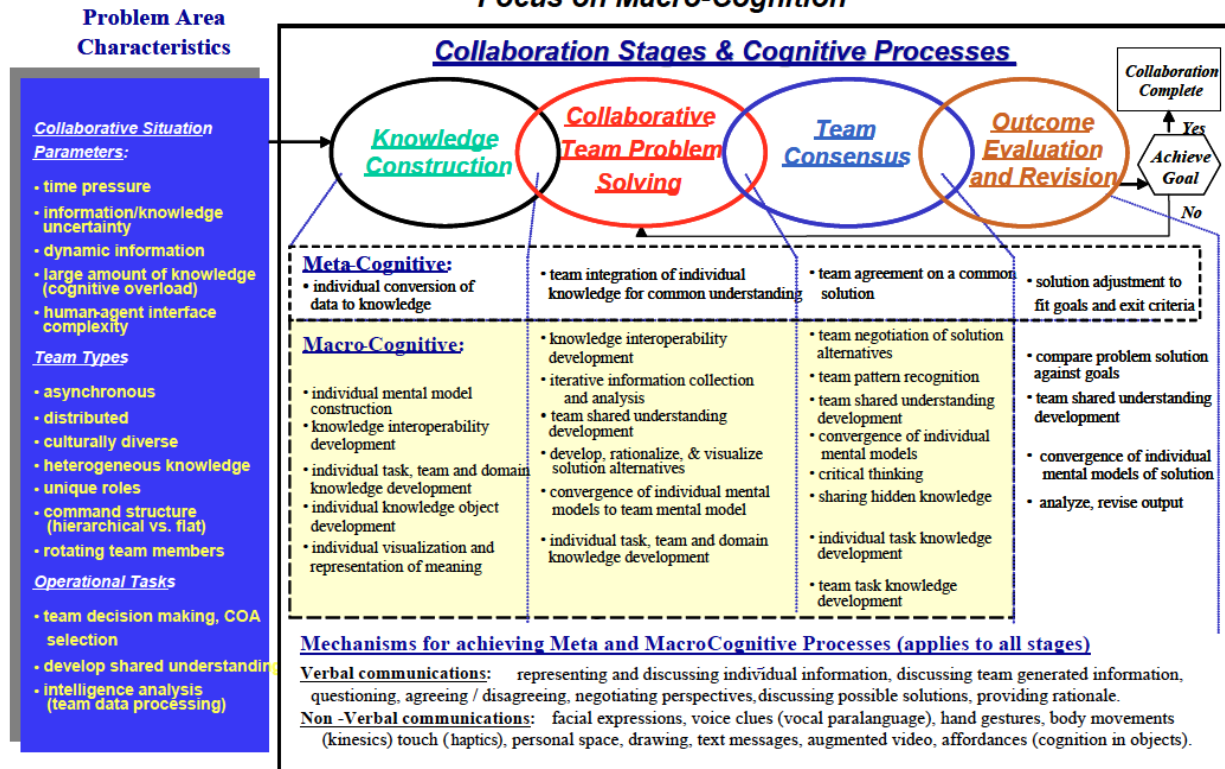 Focus on Macro-Cognition
Problem Area
Characteristics
Collaborative Situation
Parameters:
• time pressure
• information/knowledge
uncertainty
• dynamic information
• large amount of knowledge
(cognitive overload)
• human-agent interface
complexity
Team Types
• asynchronous
• distributed
• culturally diverse
• heterogeneous knowledge
• unique roles
• command structure
(hierarchical vs. flat)
• rotating team members
Operational Tasks
• team decision making, COA
selection
• develop shared understanding
• intelligence analysis
(team data processing)
Collaboration Stages & Cognitive Processes
Knowledge
Construction
Collaborative
Team Problem
Solving
Team
Consensus
Outcome
Evaluation
and Revision
Collaboration
Complete
Yes
Achieve
Goal
No
Meta-Cognitive:
• individual conversion of
data to knowledge
• team integration of individual
knowledge for common understanding
• team agreement on a common
solution
• solution adjustment to
fit goals and exit criteria
Macro-Cognitive:
• individual mental model
construction
• knowledge interoperability
development
• individual task, team and domain
knowledge development
• individual knowledge object
development
• individual visualization and
representation of meaning
• knowledge interoperability
development
• iterative information collection
and analysis
• team shared understanding
development
• develop, rationalize, & visualize
solution alternatives
• convergence of individual mental
models to team mental model
• individual task, team and domain
knowledge development
• team negotiation of solution
alternatives
• team pattern recognition
• team shared understanding
development
• convergence of individual
mental models
• critical thinking
• sharing hidden knowledge
• individual task knowledge
development
• team task knowledge
development
• compare problem solution
against goals
• team shared understanding
development
• convergence of individual
mental models of solution
• analyze, revise output
Mechanisms for achieving Meta and MacroCognitive Processes (applies to all stages)
Verbal communications: representing and discussing individual information, discussing team generated information,
questioning, agreeing / disagreeing, negotiating perspectives, discussing possible solutions, providing rationale.
Non -Verbal communications: facial expressions, voice clues (vocal paralanguage), hand gestures, body movements
(kinesics) touch (haptics), personal space, drawing, text messages, augmented video, affordances (cognition in objects).